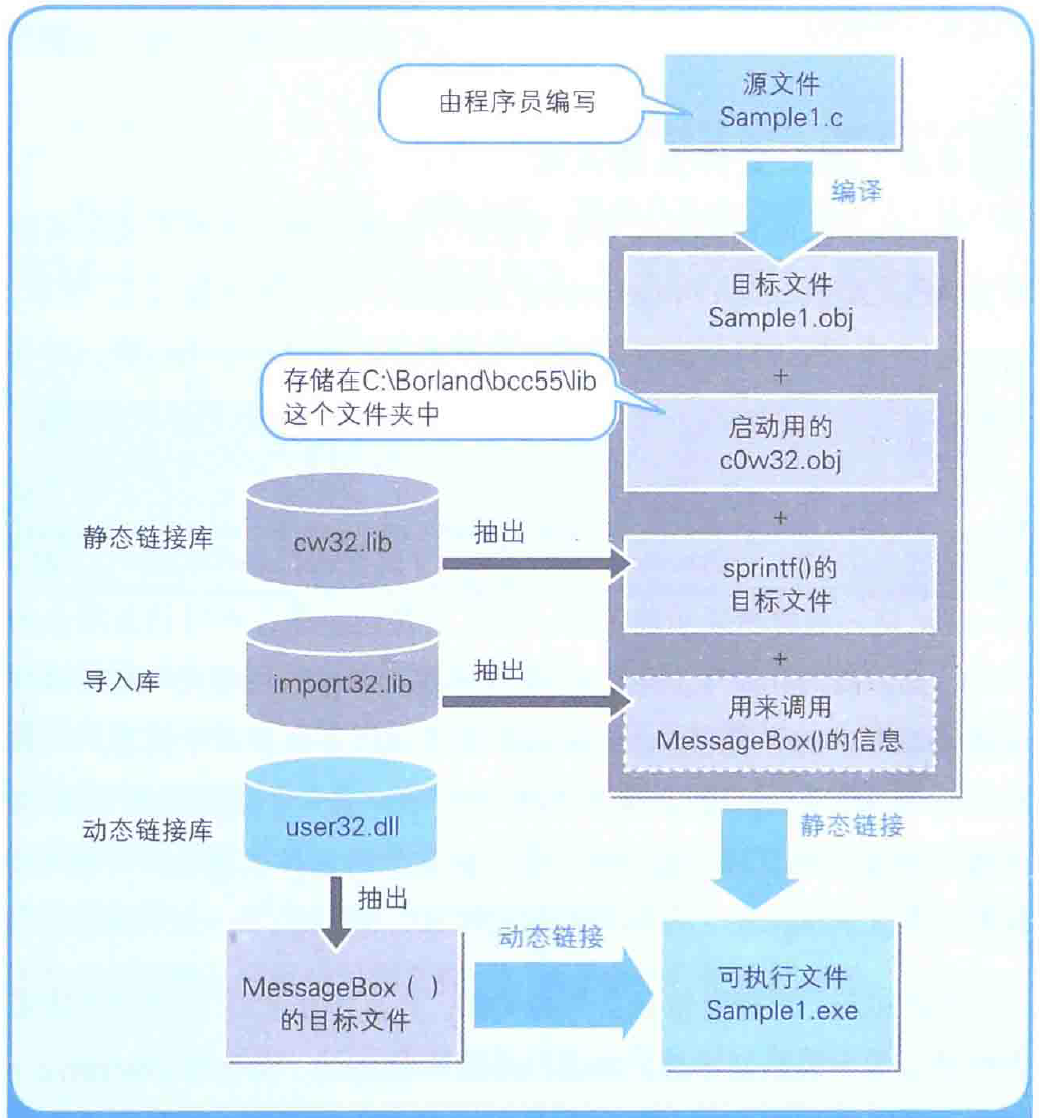 由程序员编写
源文件
Sample1.c
编译
目标文件
Sample1.obj
+
存储在C:\Borland\bcc55\lib
这个文件夹中
启动用的
c0w32.obj
+
静态链接库
cw32.lib
抽出
sprintf()的
目标文件
+
导入库
import32.lib
抽出
用来调用
MessageBox()的信息
动态链接库
user32.dll
静态链接
抽出
动态链接
MessageBox ( )
的目标文件
可执行文件
Sample1.exe